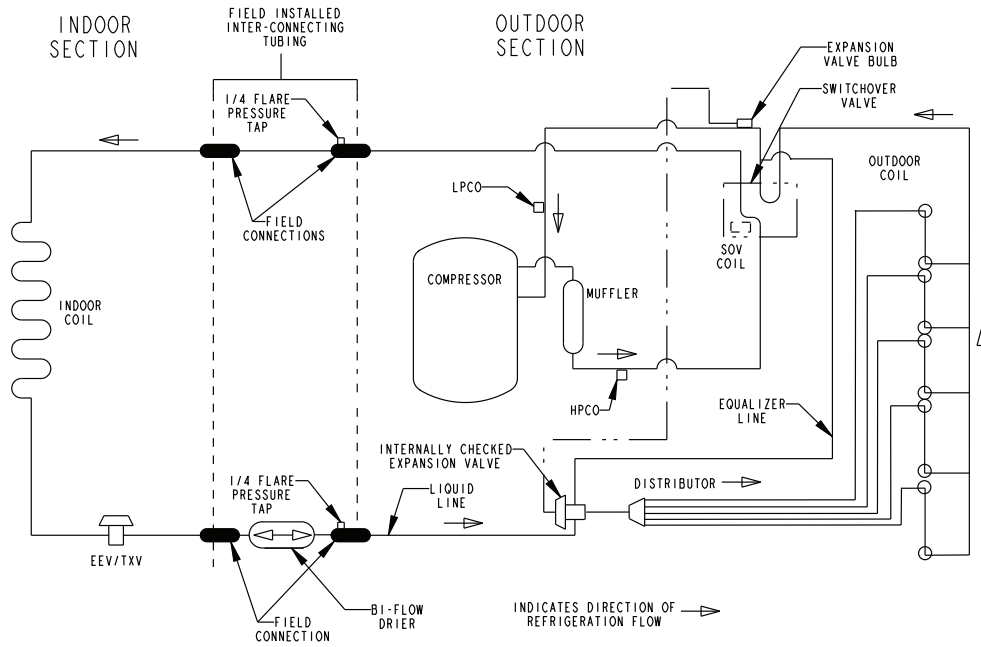 INDOOR
SECTION
FIELD INSTALLED
INTER-CONNECTING
TUBING
OUTDOOR
SECTION
EXPANSION
VALVE BULB
SWITCHOVER
VALVE
1/4 FLARE
PRESSURE
TAP
OUTDOOR
COIL
LPCO
FIELD
CONNECTIONS
SOV
COIL
COMPRESSOR
MUFFLER
INDOOR
COIL
HPCO
EQUALIZER
LINE
INTERNALLY CHECKED
EXPANSION VALVE
1/4 FLARE
PRESSURE
TAP
LIQUID
LINE
DISTRIBUTOR
EEV/TXV
BI-FLOW
DRIER
FIELD
CONNECTION
INDICATES DIRECTION OF
REFRIGERATION FLOW